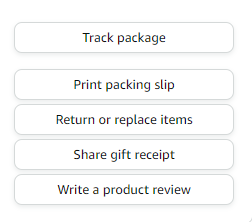 Track package
Print packing slip
Return or replace items
Share gift receipt
Write a product review